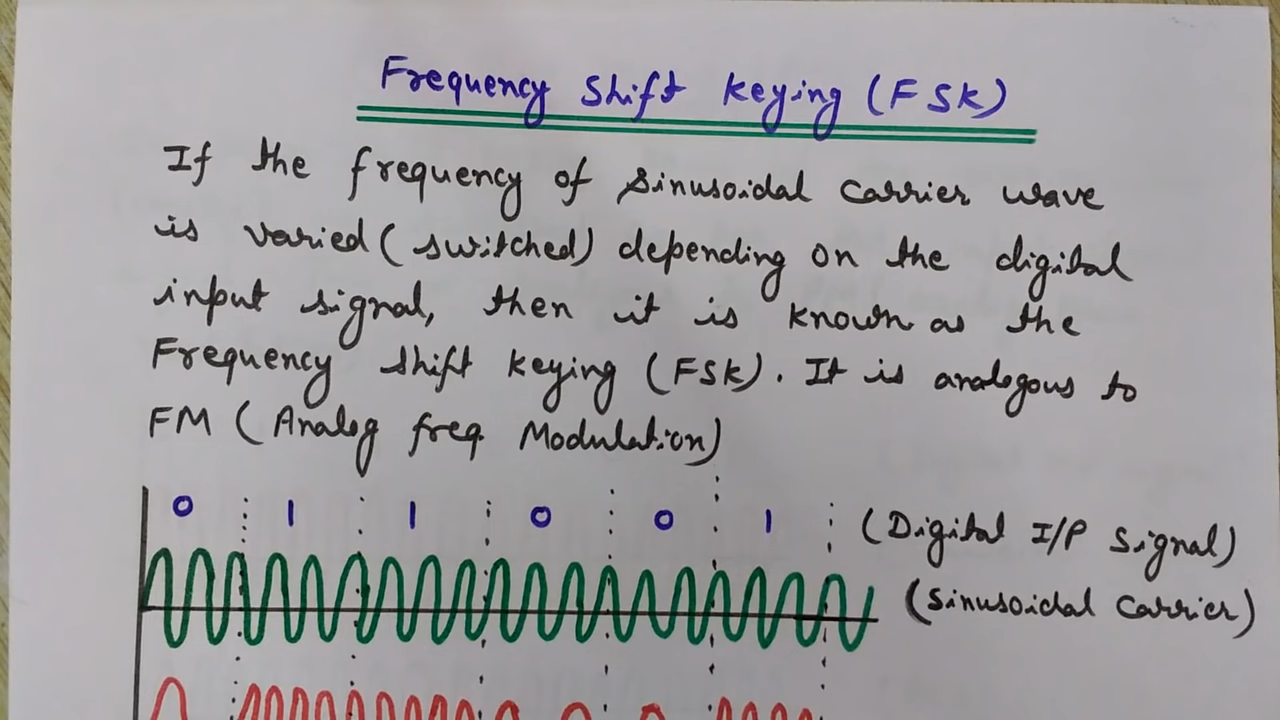 Frequency Shift Keying (FSK)
If the frequency of sinusoidal carrier wave
is varied (switched) depending on the digital
input signal, then it is known as the
Frequency shift keying (FSK). It is analogous to
FM (Analog freq Modulation)
0 1 1 0 0 1 (Digital I/P Signal)
(Sinusoidal Carrier)